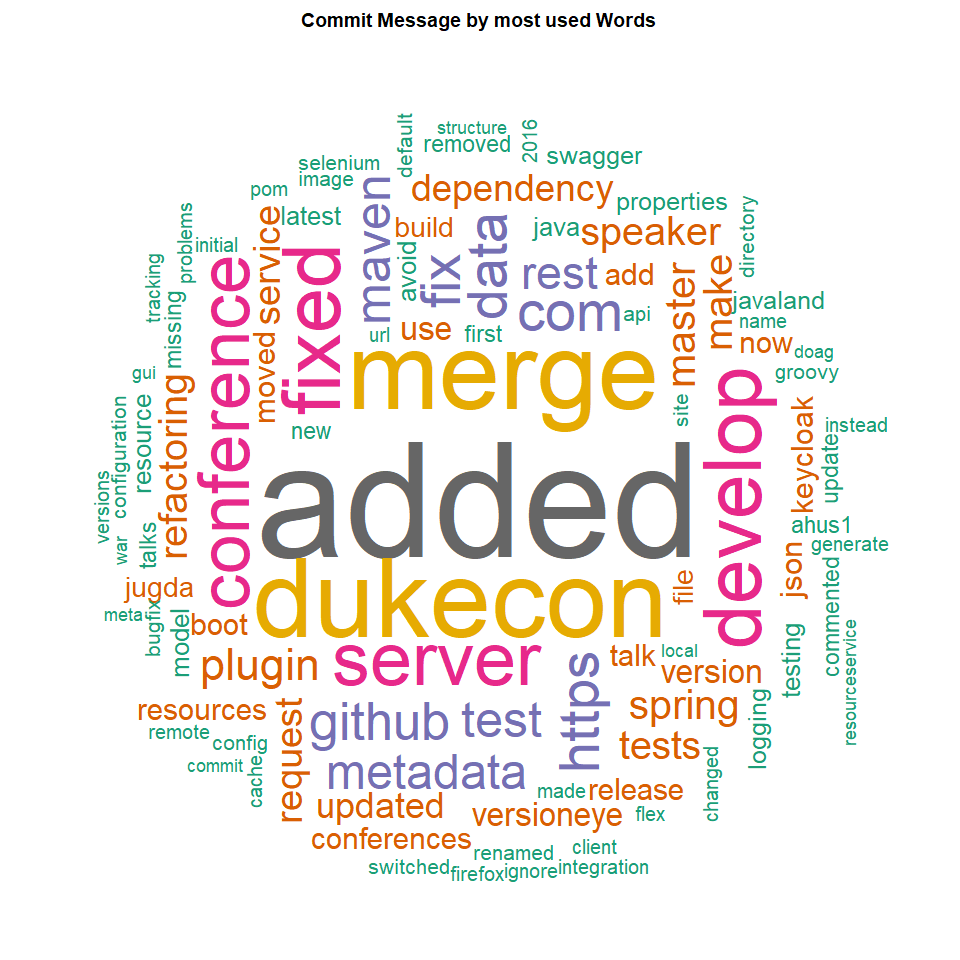 Commit Message by most used Words
structure
default
removed
2016
swagger
selenium
image
pom
latest
maven
dependency
build
properties
java
speaker
directory
problems
initial
service
fixed
avoid
fix
data
rest
add
com
api
master
make
javaland
name
now
doag
groovy
tracking
missing
conference
moved
url
use
first
merge
site
gui
refactoring
new
develop
keycloak
instead
update
versions
configuration
resource
added
ahus1
generate
war
talks
json
jugda
dukecon
file
meta
bugfix
model
boot
commented
resourceservice
server
talk
local
testing
plugin
https
version
resources
github
test
spring
logging
remote
config
request
tests
commit
cache
metadata
changed
updated
made
release
versioneye
flex
conferences
renamed
client
switched
firefox
ignore
integration